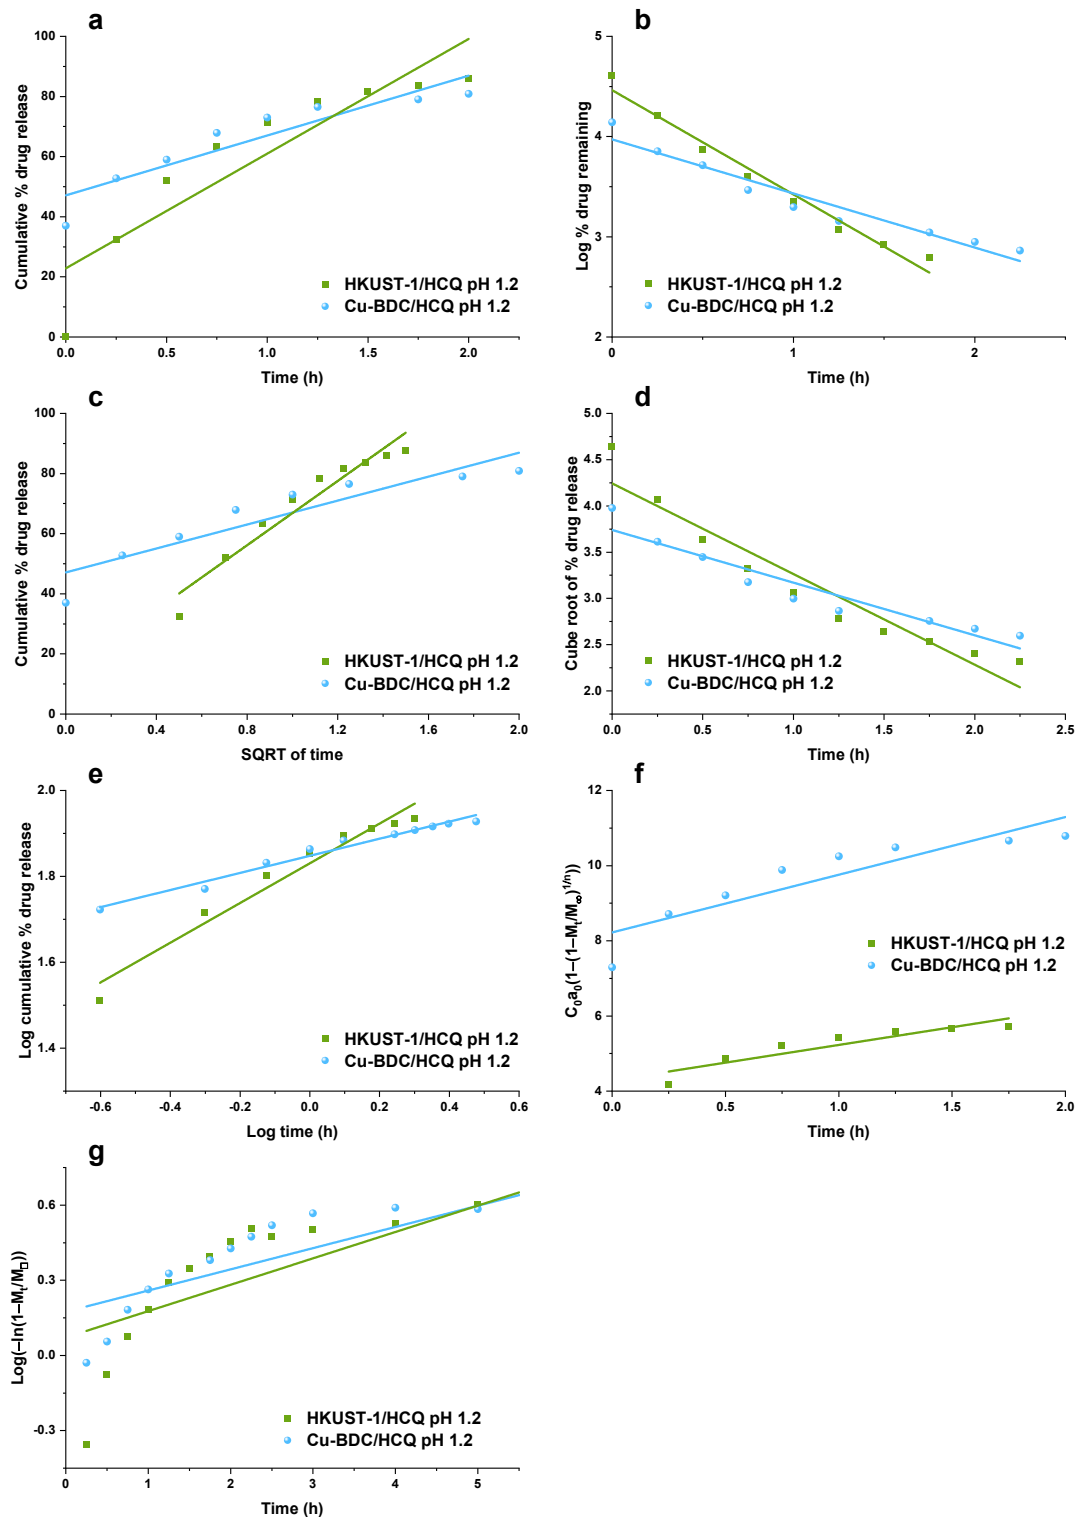 a
Cumulative % drug release
100
80
60
40
20
0
HKUST-1/HCQ pH 1.2
Cu-BDC/HCQ pH 1.2
0.0 0.5 1.0 1.5 2.0
Time (h)
b
Log % drug remaining
5
4
3
2
HKUST-1/HCQ pH 1.2
Cu-BDC/HCQ pH 1.2
0 1 2
Time (h)
c
Cumulative % drug release
100
80
60
40
20
0
HKUST-1/HCQ pH 1.2
Cu-BDC/HCQ pH 1.2
0.0 0.4 0.8 1.2 1.6 2.0
SQRT of time
d
Cube root of % drug release
5.0
4.5
4.0
3.5
3.0
2.5
2.0
HKUST-1/HCQ pH 1.2
Cu-BDC/HCQ pH 1.2
0.0 0.5 1.0 1.5 2.0 2.5
Time (h)
e
Log cumulative % drug release
2.0
1.8
1.6
1.4
HKUST-1/HCQ pH 1.2
Cu-BDC/HCQ pH 1.2
-0.6 -0.4 -0.2 0.0 0.2 0.4 0.6
Log time (h)
f
C₀a₀(1–(1–Mₜ/M∞)^1/n))
12
10
8
6
4
HKUST-1/HCQ pH 1.2
Cu-BDC/HCQ pH 1.2
0.0 0.5 1.0 1.5 2.0
Time (h)
g
Log(–ln(1–Mₜ/M□))
0.6
0.3
0.0
-0.3
HKUST-1/HCQ pH 1.2
Cu-BDC/HCQ pH 1.2
0 1 2 3 4 5
Time (h)